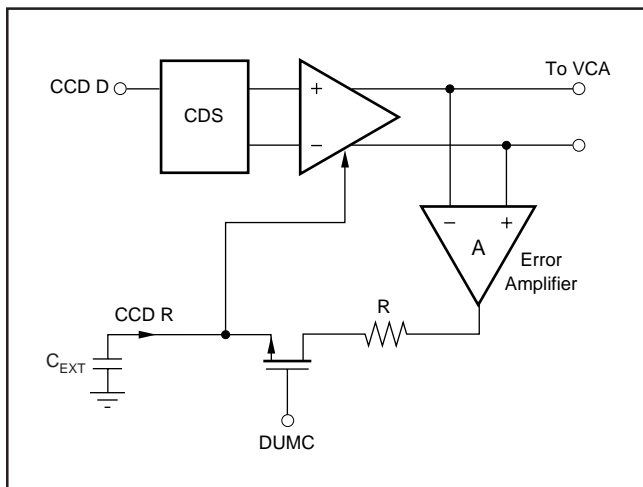 To VCA
CCD D
CDS
+
−
− +
A
Error
Amplifier
R
CCD R
C_EXT
DUMC